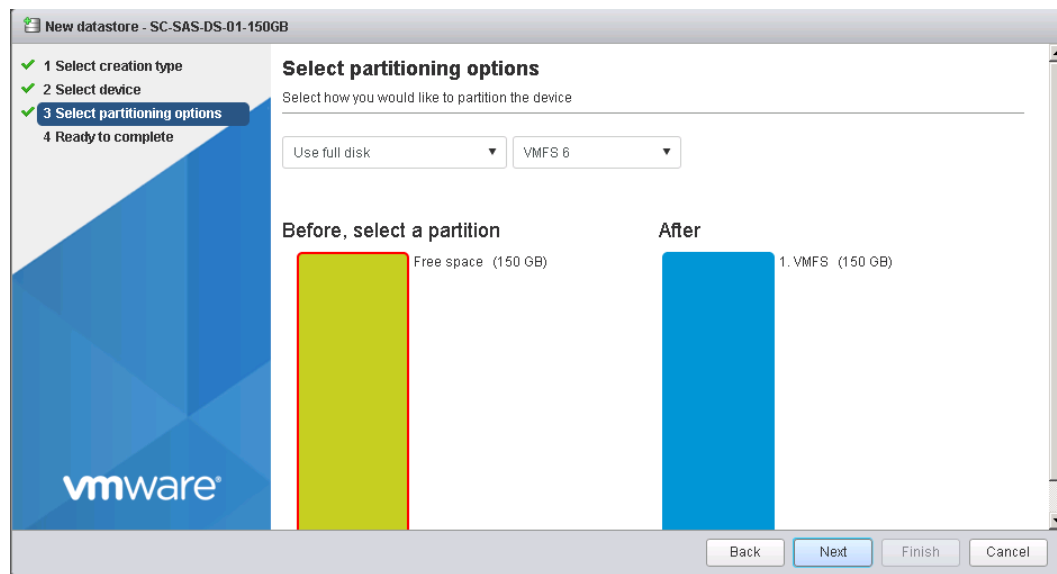 New datastore - SC-SAS-DS-01-150GB
1 Select creation type
2 Select device
3 Select partitioning options
4 Ready to complete
Select partitioning options
Select how you would like to partition the device
Use full disk
VMFS 6
Before, select a partition
After
Free space (150 GB)
1. VMFS (150 GB)
vmware®
Back
Next
Finish
Cancel